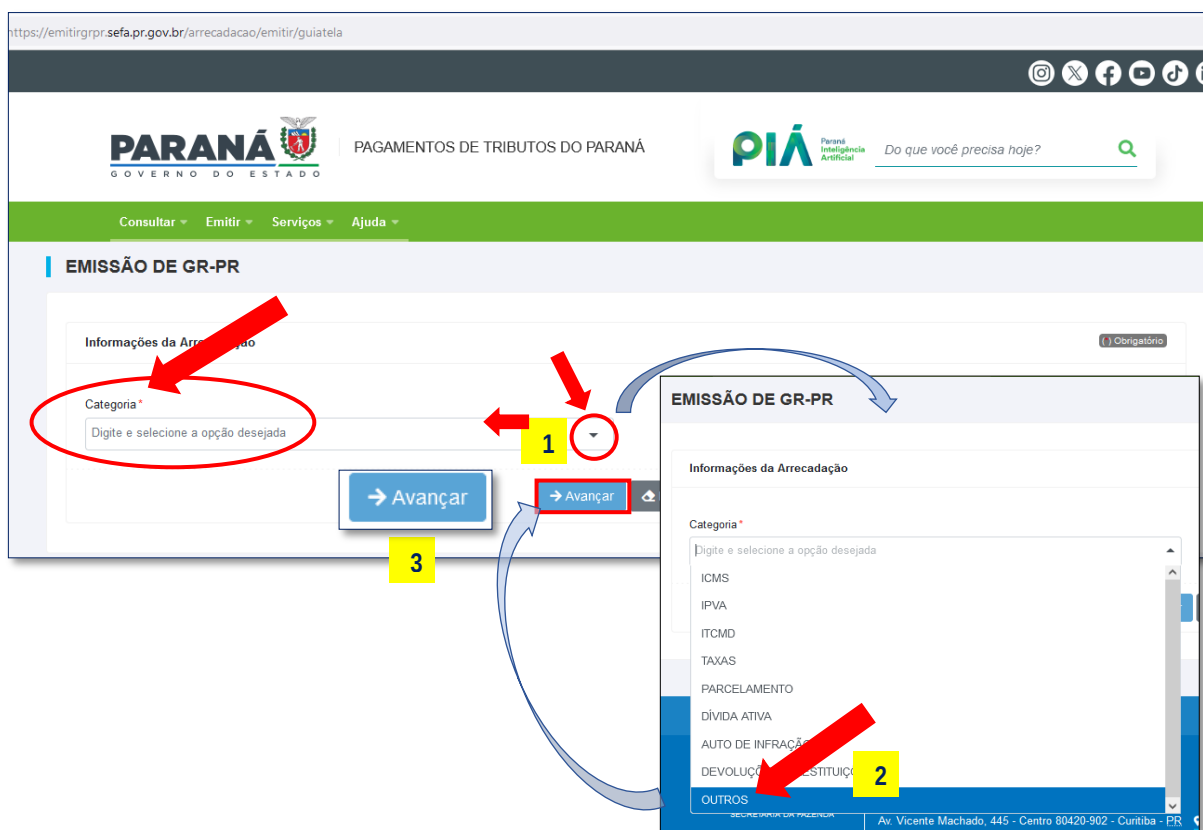 https://emitirgrpr.sefa.pr.gov.br/arrecadacao/emitir/guiatela
PARANÁ
GOVERNO DO ESTADO
PAGAMENTOS DE TRIBUTOS DO PARANÁ
PIÁ
Paraná
Inteligência
Artificial
Do que você precisa hoje?
Consultar Emitir Serviços Ajuda
EMISSÃO DE GR-PR
Informações da
( ) Obrigatório
Categoria *
Digite e selecione a opção desejada
1
Avançar
Avançar
3
EMISSÃO DE GR-PR
Informações da Arrecadação
Categoria *
Digite e selecione a opção desejada
ICMS
IPVA
ITCMD
TAXAS
PARCELAMENTO
DÍVIDA ATIVA
AUTO DE INFRAÇÃO
2
OUTROS
SECRETARIA DA FAZENDA
Av. Vicente Machado, 445 - Centro 80420-902 - Curitiba - PR